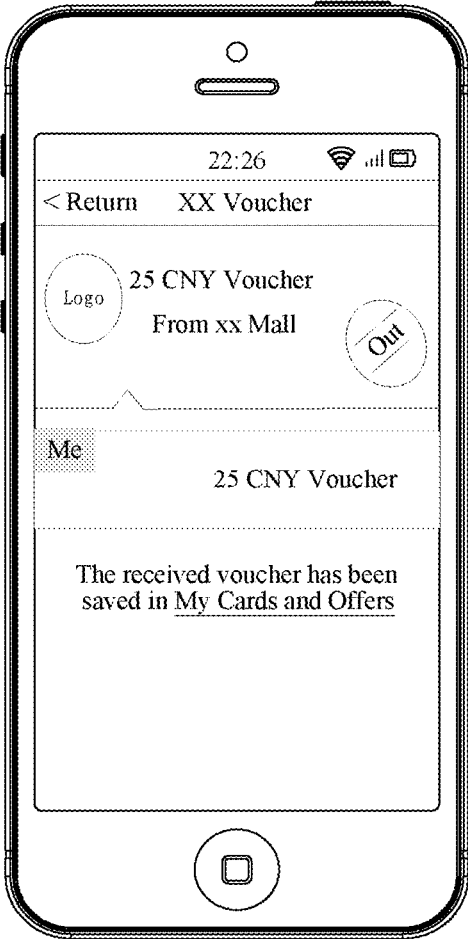 22:26
< Return XX Voucher
Logo
25 CNY Voucher
From xx Mall
Out
Me
25 CNY Voucher
The received voucher has been
saved in My Cards and Offers